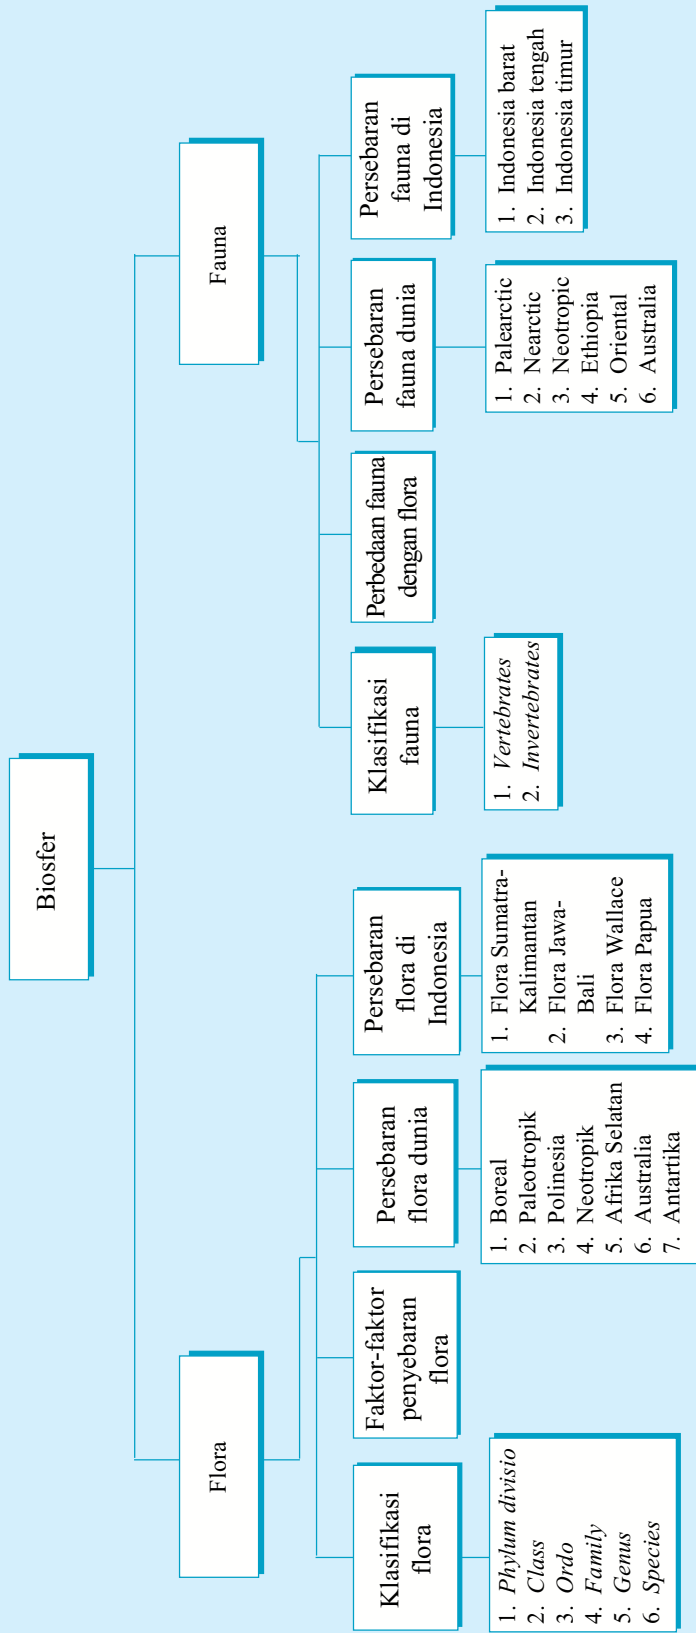 Biosfer
Flora
Fauna
Klasifikasi
flora
Faktor-faktor
penyebaran
flora
Persebaran
flora dunia
Persebaran
flora di
Indonesia
Klasifikasi
fauna
Perbedaan fauna
dengan flora
Persebaran
fauna dunia
Persebaran
fauna di
Indonesia
1. Phylum divisio
2. Class
3. Ordo
4. Family
5. Genus
6. Species
1. Boreal
2. Paleotropik
3. Polinesia
4. Neotropik
5. Afrika Selatan
6. Australia
7. Antartika
1. Flora Sumatra-
Kalimantan
2. Flora Jawa-
Bali
3. Flora Wallace
4. Flora Papua
1. Vertebrates
2. Invertebrates
1. Palearctic
2. Nearctic
3. Neotropic
4. Ethiopia
5. Oriental
6. Australia
1. Indonesia barat
2. Indonesia tengah
3. Indonesia timur